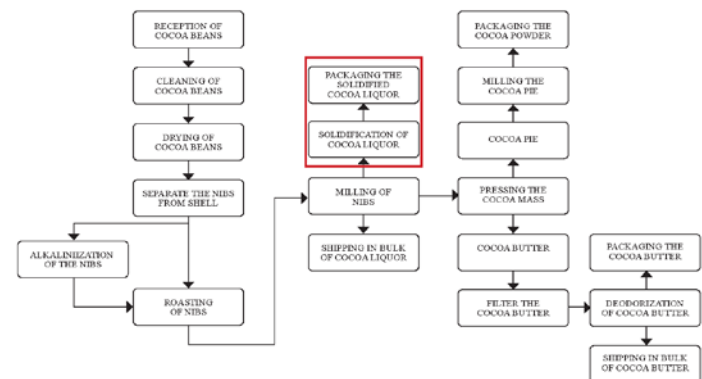 RECEPTION OF
COCOA BEANS
CLEANING OF
COCOA BEANS
DRYING OF
COCOA BEANS
SEPARATE THE NIBS
FROM SHELL
ALKALINIIZATION
OF THE NIBS
ROASTING
OF NIBS
PACKAGING THE
SOLIDIFIED
COCOA LIQUOR
SOLIDIFICATION OF
COCOA LIQUOR
MILLING OF
NIBS
SHIPPING IN BULK
OF COCOA LIQUOR
PACKAGING THE
COCOA POWDER
MILLING THE
COCOA PIE
COCOA PIE
PRESSING THE
COCOA MASS
COCOA BUTTER
FILTER THE
COCOA BUTTER
PACKAGING THE
COCOA BUTTER
DEODORIZATION
OF COCOA BUTTER
SHIPPING IN BULK
OF COCOA BUTTER